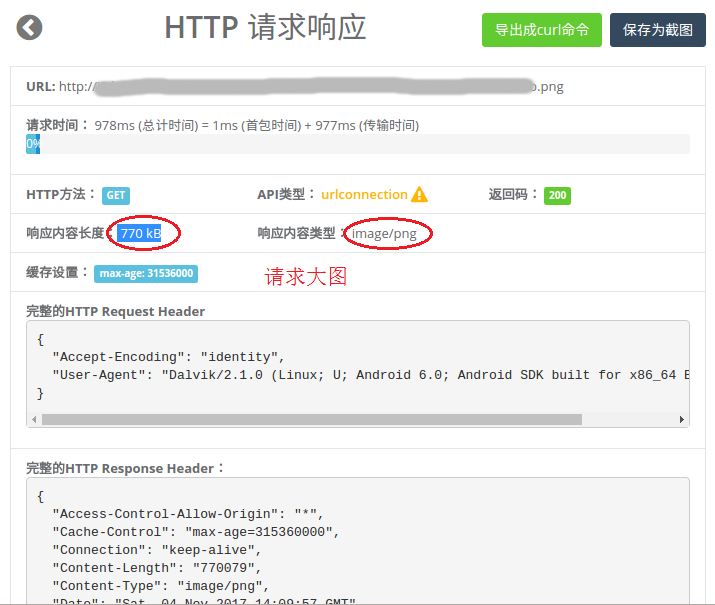 HTTP 请求响应
导出成curl命令
保存为截图
URL: http:/ .png
请求时间： 978ms (总计时间) = 1ms (首包时间) + 977ms (传输时间)
0%
HTTP方法： GET API类型： urlconnection 返回码： 200
响应内容长度： 770 kB 响应内容类型： image/png
缓存设置： max-age: 31536000 请求大图
完整的HTTP Request Header
{
"Accept-Encoding": "identity",
"User-Agent": "Dalvik/2.1.0 (Linux; U; Android 6.0; Android SDK built for x86_64
}
完整的HTTP Response Header：
{
"Access-Control-Allow-Origin": "*",
"Cache-Control": "max-age=315360000",
"Connection": "keep-alive",
"Content-Length": "770079",
"Content-Type": "image/png",
"Date": "Sat, 04 Nov 2017 14:09:57 GMT"